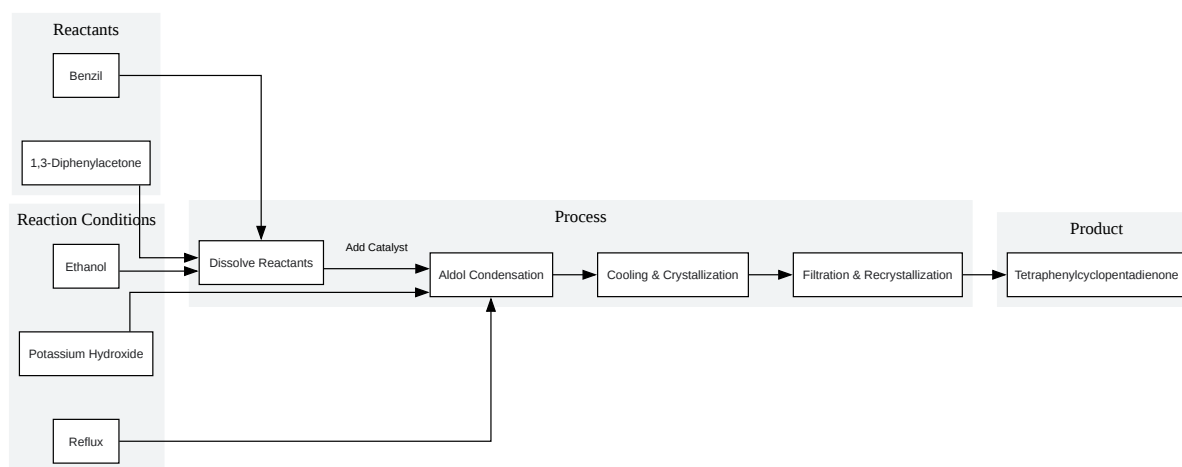 Reactants
Benzil
1,3-Diphenylacetone
Reaction Conditions
Ethanol
Potassium Hydroxide
Reflux
Process
Dissolve Reactants
Add Catalyst
Aldol Condensation
Cooling & Crystallization
Filtration & Recrystallization
Product
Tetraphenylcyclopentadienone